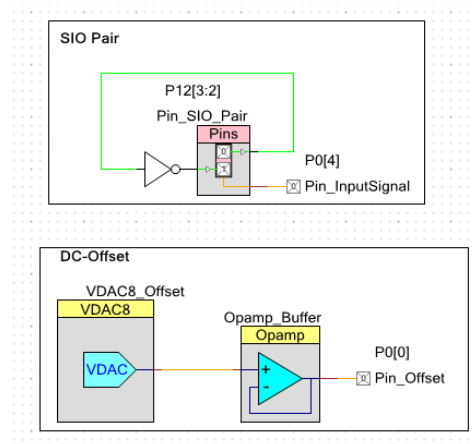 SIO Pair
P12[3:2]
Pin_SIO_Pair
Pins
0
1
P0[4]
Pin_InputSignal
DC-Offset
VDAC8_Offset
VDAC8
VDAC
Opamp_Buffer
Opamp
+
-
P0[0]
Pin_Offset